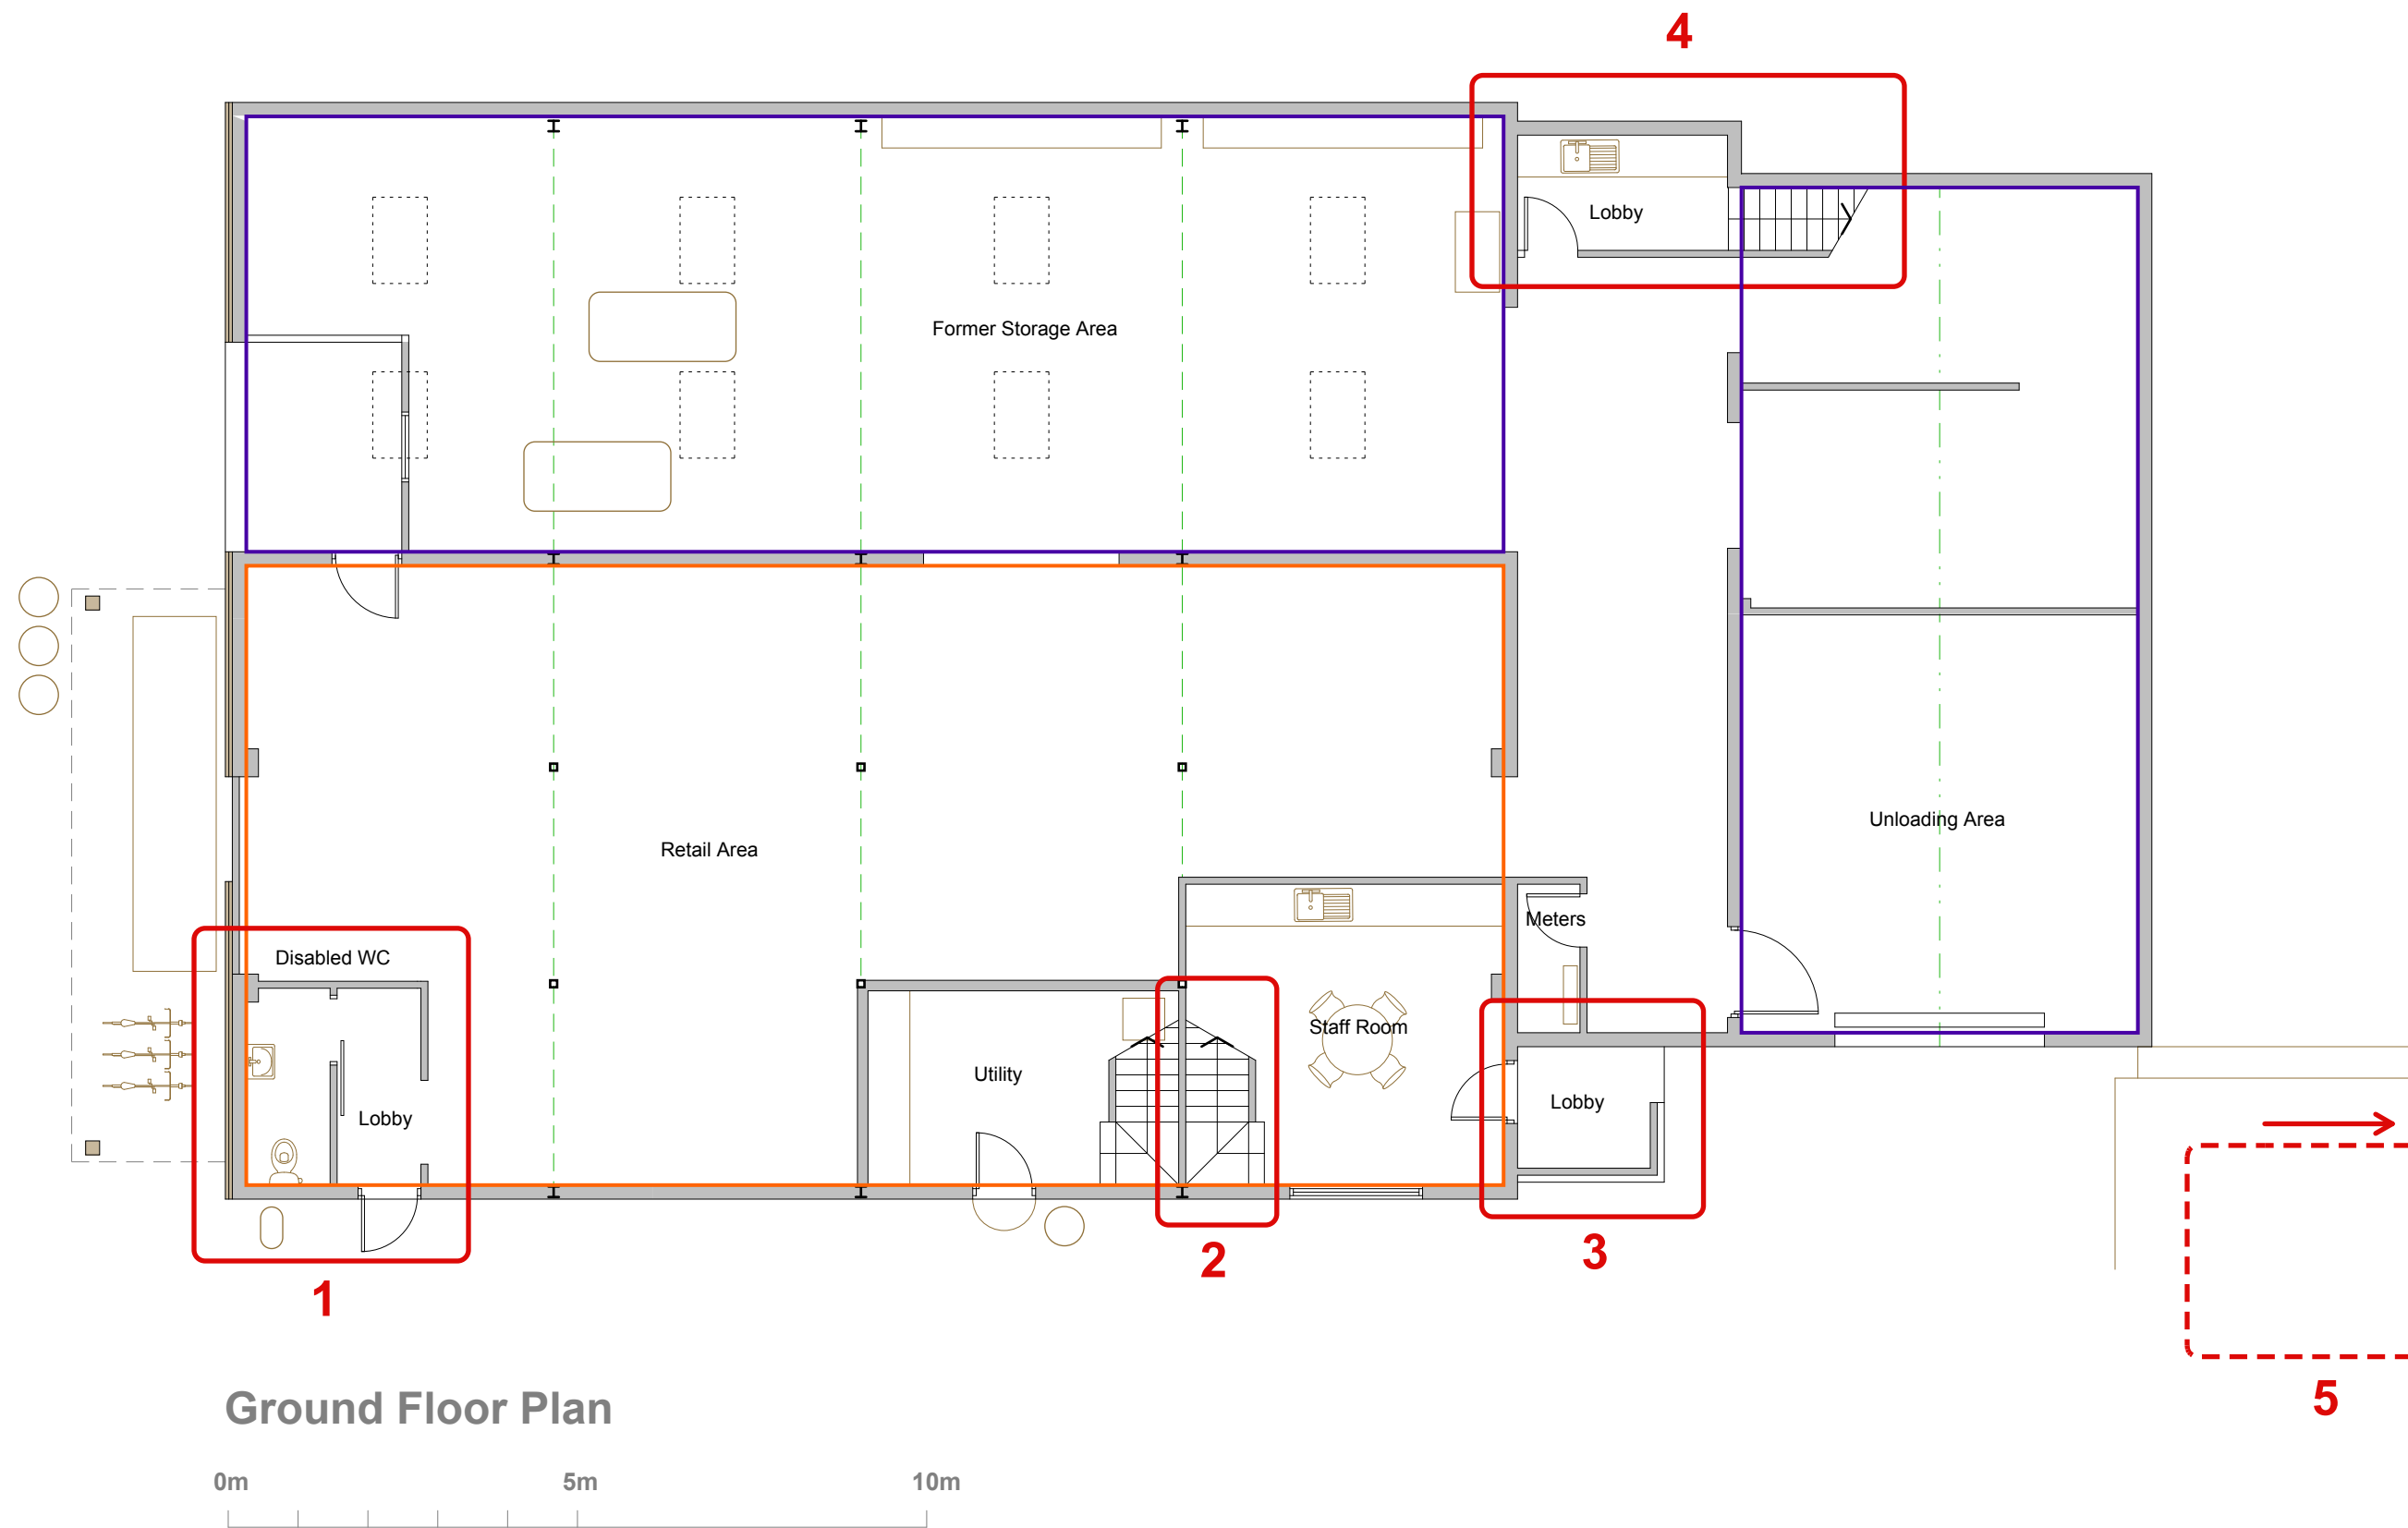 4
Lobby
Former Storage Area
Unloading Area
Retail Area
Meters
Disabled WC
Staff Room
Utility
Lobby
Lobby
1
2
3
5
Ground Floor Plan
0m 5m 10m